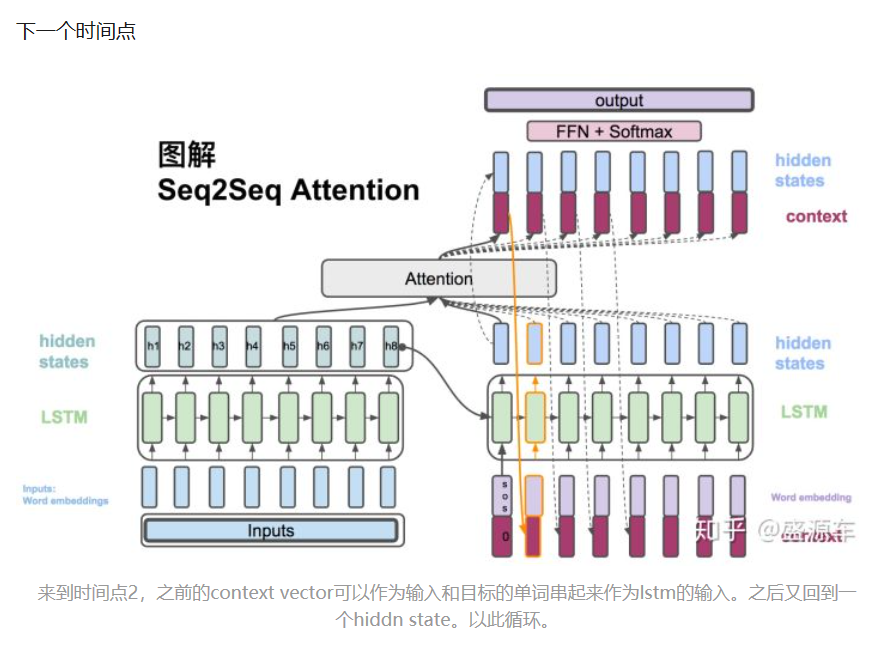 下一个时间点
output
FFN + Softmax
图解
Seq2Seq Attention
hidden
states
context
Attention
hidden
states
h1 h2 h3 h4 h5 h6 h7 h8
hidden
states
LSTM
LSTM
Inputs:
Word embeddings
sos
Word embedding
0
context
知乎 @盛源车
Inputs
来到时间点2，之前的context vector可以作为输入和目标的单词串起来作为lstm的输入。之后又回到一
个hiddn state。以此循环。